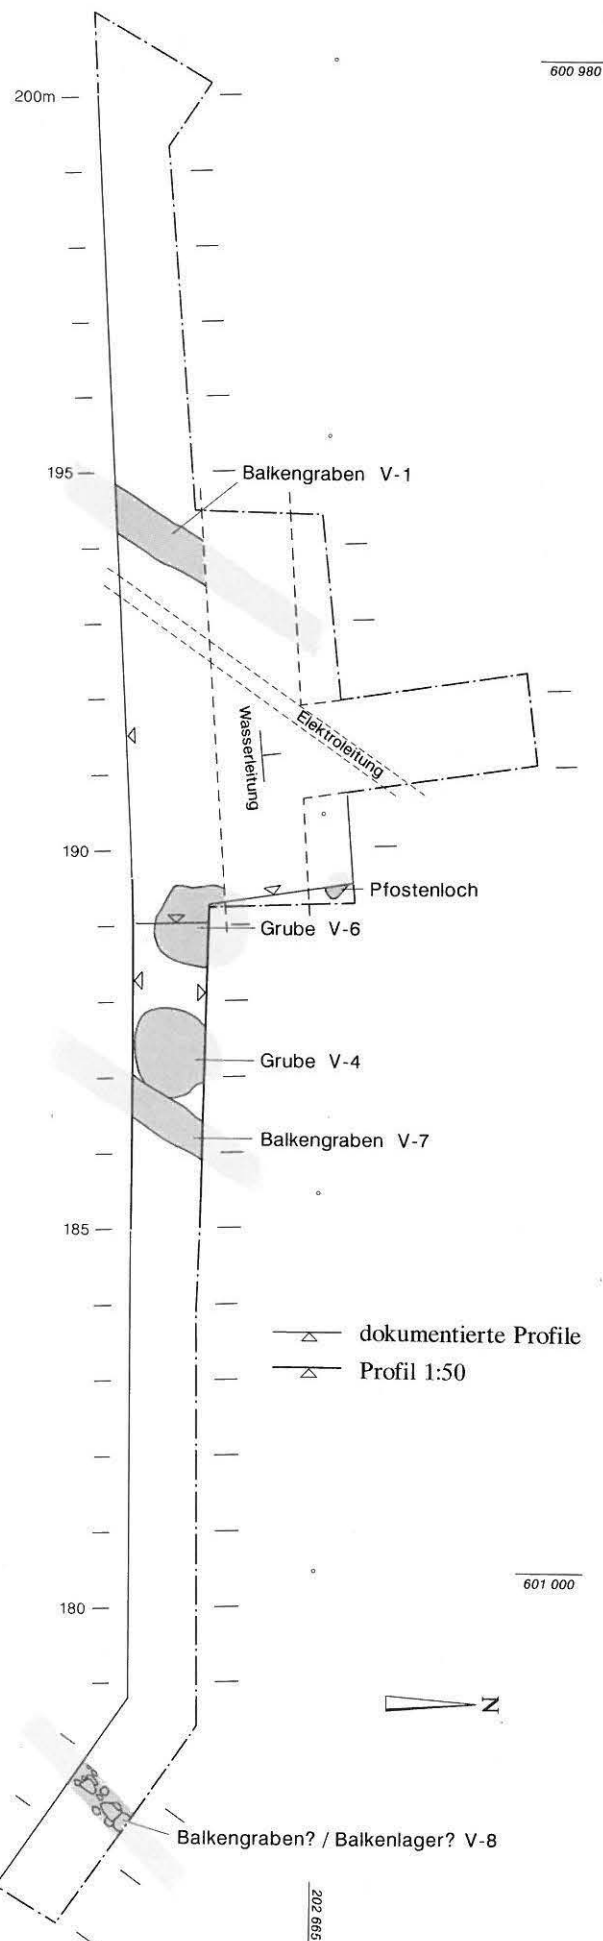 600 980
200m
195
Balkengraben V-1
Elektroleitung
Wasserleitung
190
Pfostenloch
Grube V-6
Grube V-4
Balkengraben V-7
185
dokumentierte Profile
Profil 1:50
601 000
180
N
Balkengraben? / Balkenlager? V-8
202 665